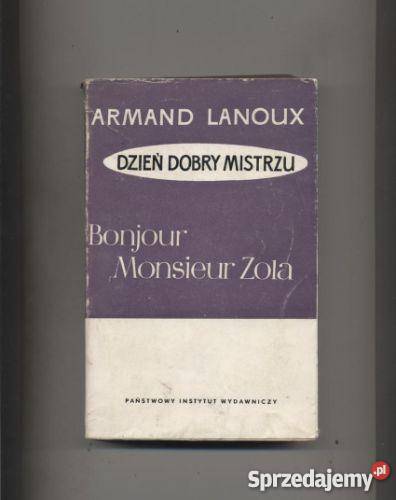 ARMAND LANOUX
DZIEŃ DOBRY MISTRZU
Bonjour
Monsieur Zola
PAŃSTWOWY INSTYTUT WYDAWNICZY
Sprzedajemy.pl